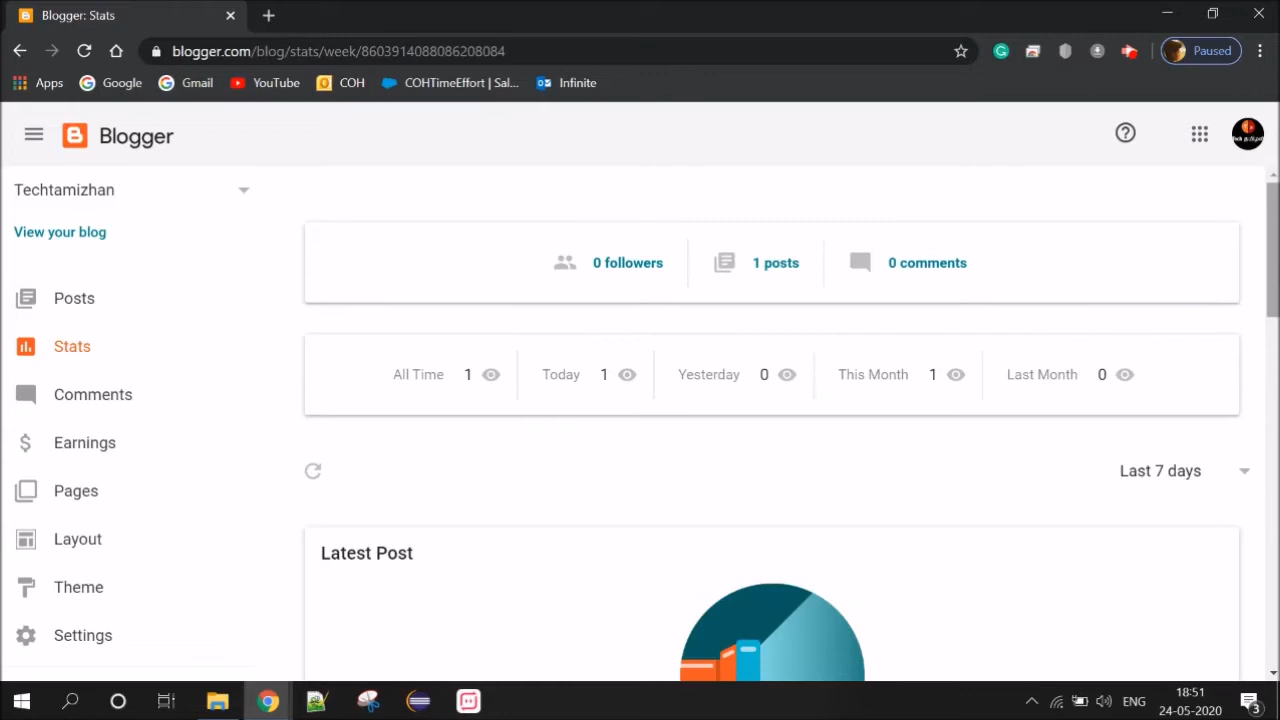 Blogger: Stats
blogger.com/blog/stats/week/8603914088086208084
Paused
Apps
Google
Gmail
YouTube
COH
COHTimeEffort | Sal...
Infinite
Blogger
Techtamizhan
View your blog
Posts
Stats
Comments
Earnings
Pages
Layout
Theme
Settings
0 followers
1 posts
0 comments
All Time 1
Today 1
Yesterday 0
This Month 1
Last Month 0
Last 7 days
Latest Post
ENG
18:51
24-05-2020
3